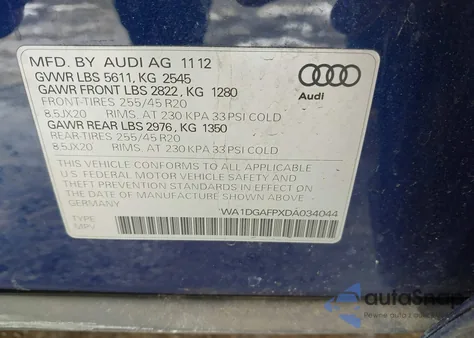 MFD. BY AUDI AG 11 12
GVWR LBS 5611, KG 2545
GAWR FRONT LBS 2822, KG 1280
FRONT-TIRES 255/45 R20
8.5JX20 RIMS. AT 230 KPA 33 PSI COLD
GAWR REAR LBS 2976, KG 1350
REAR-TIRES 255/45 R20
8.5JX20 RIMS. AT 230 KPA 33 PSI COLD
Audi
THIS VEHICLE CONFORMS TO ALL APPLICABLE
U.S. FEDERAL MOTOR VEHICLE SAFETY AND
THEFT PREVENTION STANDARDS IN EFFECT ON
THE DATE OF MANUFACTURE SHOWN ABOVE.
GERMANY
WA1DGAFPXDA034044
TYPE
MPV
autoSnap